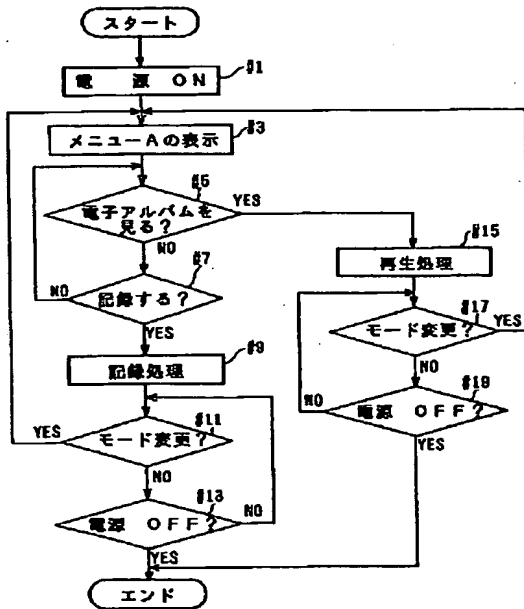 スタート
電 源 ON
#1
メニューAの表示
#3
電子アルバムを
見る?
#5
YES
NO
記録する?
#7
NO
YES
記録処理
#9
モード変更?
#11
YES
NO
電源 OFF?
#13
NO
YES
エンド
再生処理
#15
モード変更?
#17
YES
NO
電源 OFF?
#19
NO
YES